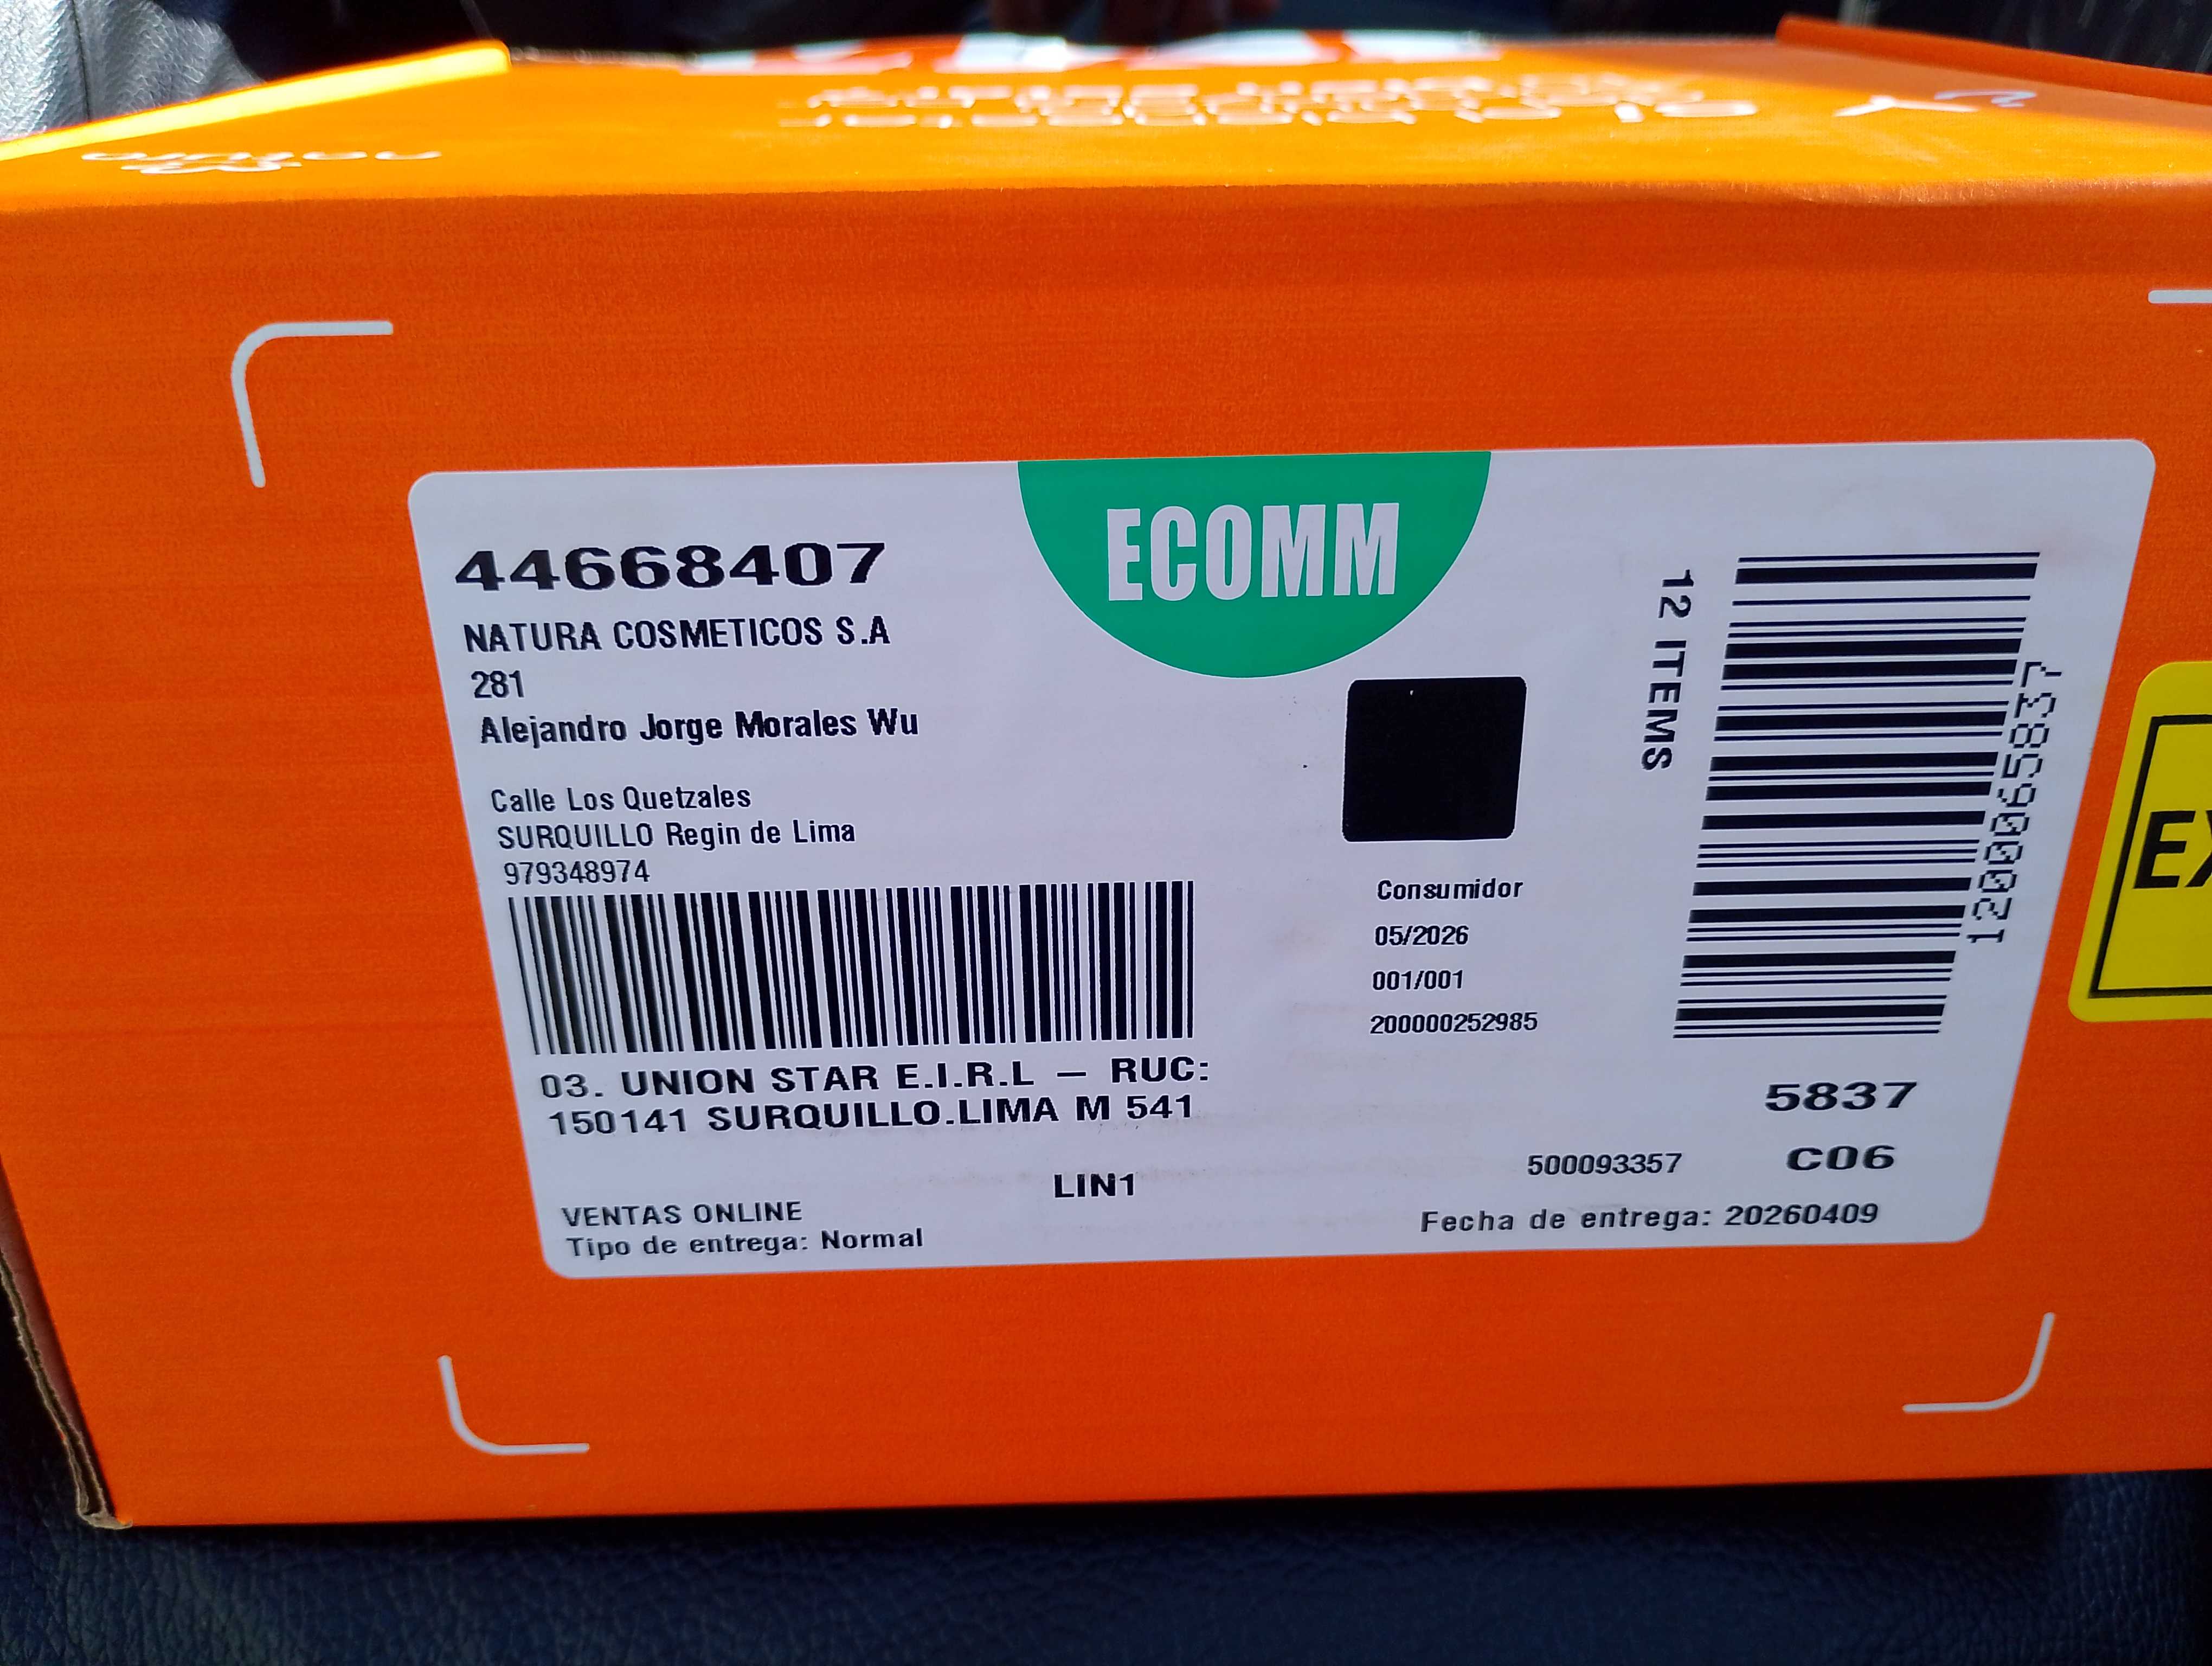 natura
ECOMM
44668407
NATURA COSMETICOS S.A
281
Alejandro Jorge Morales Wu
Calle Los Quetzales
SURQUILLO Regin de Lima
979348974
03. UNION STAR E.I.R.L – RUC:
150141 SURQUILLO.LIMA M 541
LIN1
VENTAS ONLINE
Tipo de entrega: Normal
Consumidor
05/2026
001/001
200000252985
12 ITEMS
120020065837
5837
500093357 C06
Fecha de entrega: 20260409